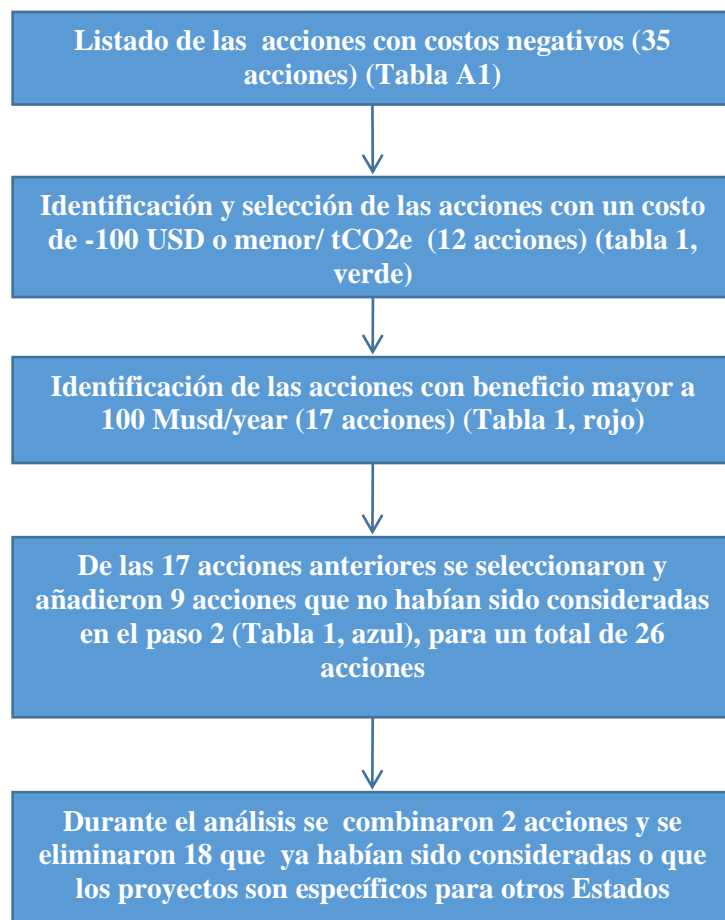 Listado de las acciones con costos negativos (35
acciones) (Tabla A1)
Identificación y selección de las acciones con un costo
de -100 USD o menor/ tCO2e (12 acciones) (tabla 1,
verde)
Identificación de las acciones con beneficio mayor a
100 Musd/year (17 acciones) (Tabla 1, rojo)
De las 17 acciones anteriores se seleccionaron y
añadieron 9 acciones que no habían sido consideradas
en el paso 2 (Tabla 1, azul), para un total de 26
acciones
Durante el análisis se combinaron 2 acciones y se
eliminaron 18 que ya habían sido consideradas o que
los proyectos son específicos para otros Estados